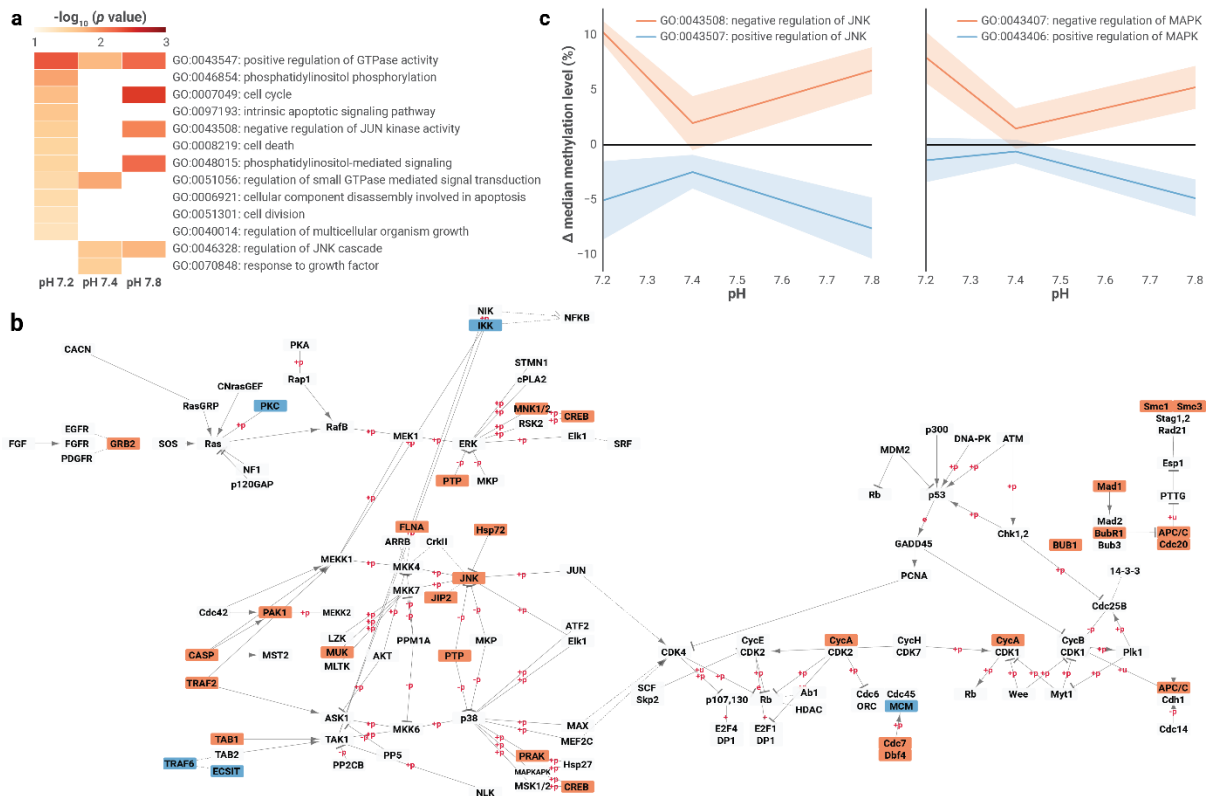 a
-log10 (p value)
1 2 3
GO:0043547: positive regulation of GTPase activity
GO:0046854: phosphatidylinositol phosphorylation
GO:0007049: cell cycle
GO:0097193: intrinsic apoptotic signaling pathway
GO:0043508: negative regulation of JUN kinase activity
GO:0008219: cell death
GO:0048015: phosphatidylinositol-mediated signaling
GO:0051056: regulation of small GTPase mediated signal transduction
GO:0006921: cellular component disassembly involved in apoptosis
GO:0051301: cell division
GO:0040014: regulation of multicellular organism growth
GO:0046328: regulation of JNK cascade
GO:0070848: response to growth factor
pH 7.2 pH 7.4 pH 7.8
c
GO:0043508: negative regulation of JNK
GO:0043507: positive regulation of JNK
GO:0043407: negative regulation of MAPK
GO:0043406: positive regulation of MAPK
Δ median methylation level (%)
10
5
0
−5
−10
7.2 7.3 7.4 7.5 7.6 7.7 7.8
pH
7.2 7.3 7.4 7.5 7.6 7.7 7.8
pH
b
NIK
+p
IKK
NFKB
CACN
PKA
+p
Rap1
STMN1
cPLA2
CNrasGEF
RasGRP
PKC
+p
MNK1/2
CREB
RSK2
EGFR
FGF
FGFR
GRB2
PDGFR
SOS
Ras
RafB
+p
MEK1
+p
ERK
+p
Elk1
SRF
NF1
p120GAP
-p
-p
PTP
MKP
FLNA
ARRB
CrkII
Hsp72
MEKK1
+p
MKK4
+p
JNK
+p
JUN
MKK7
JIP2
Cdc42
PAK1
+p
MEKK2
LZK
MUK
MLTK
PPM1A
ATF2
Elk1
CASP
MST2
AKT
PTP
MKP
TRAF2
ASK1
MKK6
+p
p38
+p
MAX
MEF2C
TAB1
TAK1
TAB2
TRAF6
ECSIT
PP2CB
PP5
NLK
PRAK
Hsp27
MAPKAPK
MSK1/2
CREB
p300
DNA-PK
ATM
MDM2
Rb
p53
+p
Chk1,2
GADD45
PCNA
Smc1
Smc3
Stag1,2
Rad21
Esp1
PTTG
+u
Mad1
Mad2
BubR1
Bub3
BUB1
APC/C
Cdc20
14-3-3
Cdc25B
CDK4
CycE
CDK2
CycA
CDK2
CycH
CDK7
+p
CycA
CDK1
CycB
CDK1
Plk1
SCF
Skp2
p107,130
Rb
Ab1
HDAC
Cdc6
ORC
Cdc45
MCM
+p
Cdc7
Dbf4
E2F4
DP1
E2F1
DP1
Rb
Wee
Myt1
APC/C
Cdh1
-p
Cdc14